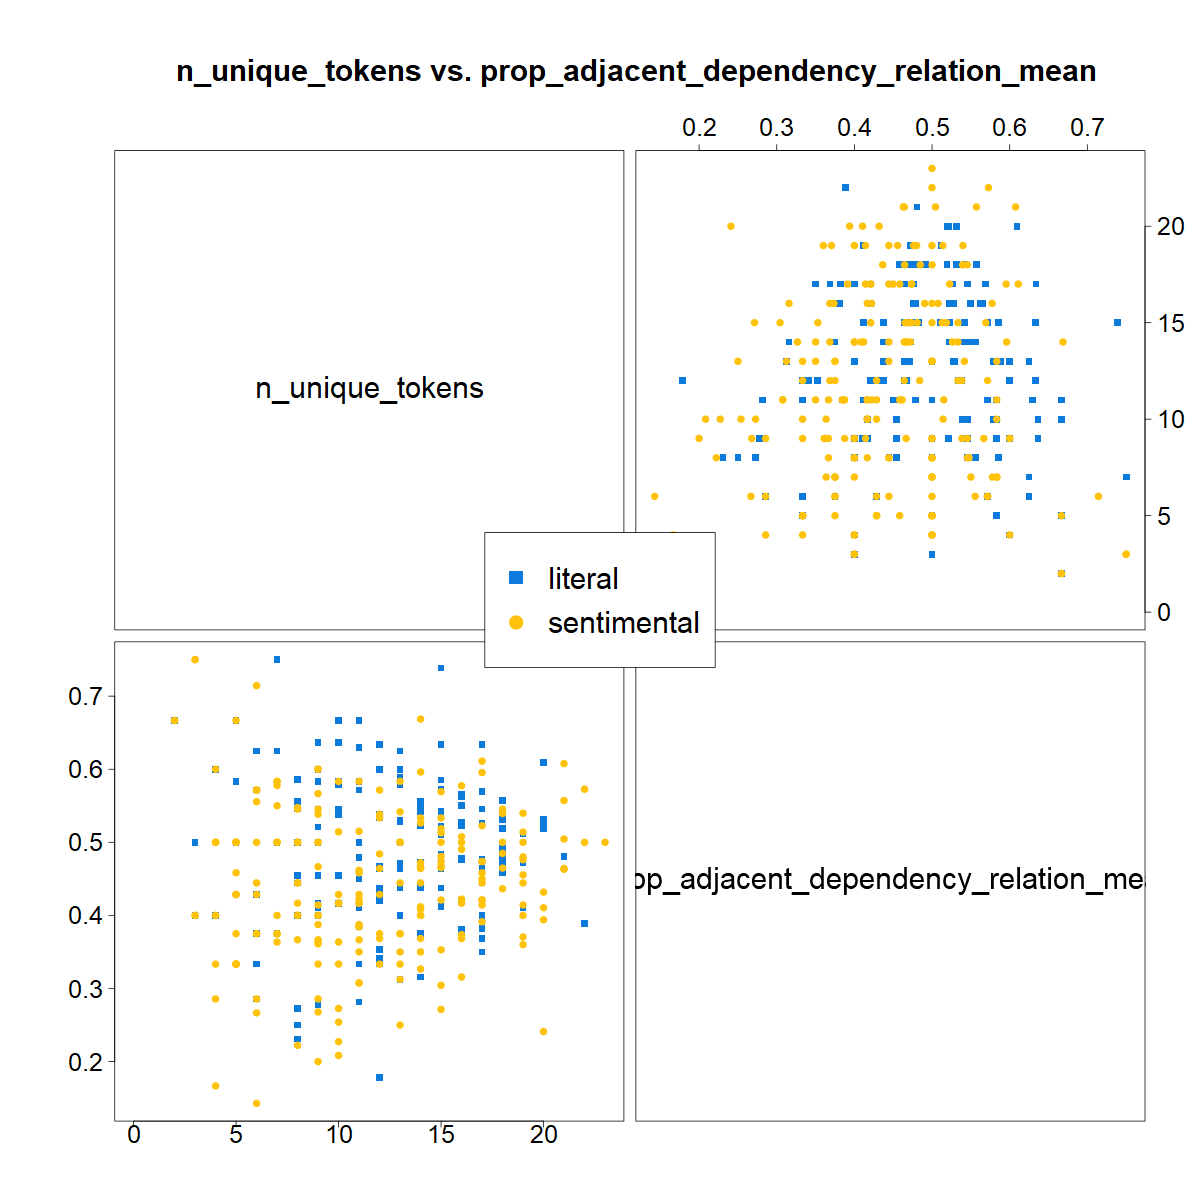 n_unique_tokens vs. prop_adjacent_dependency_relation_mean
0.2 0.3 0.4 0.5 0.6 0.7
n_unique_tokens
20
15
10
5
0
literal
sentimental
0.7
0.6
0.5
0.4
0.3
0.2
op_adjacent_dependency_relation_me
0 5 10 15 20